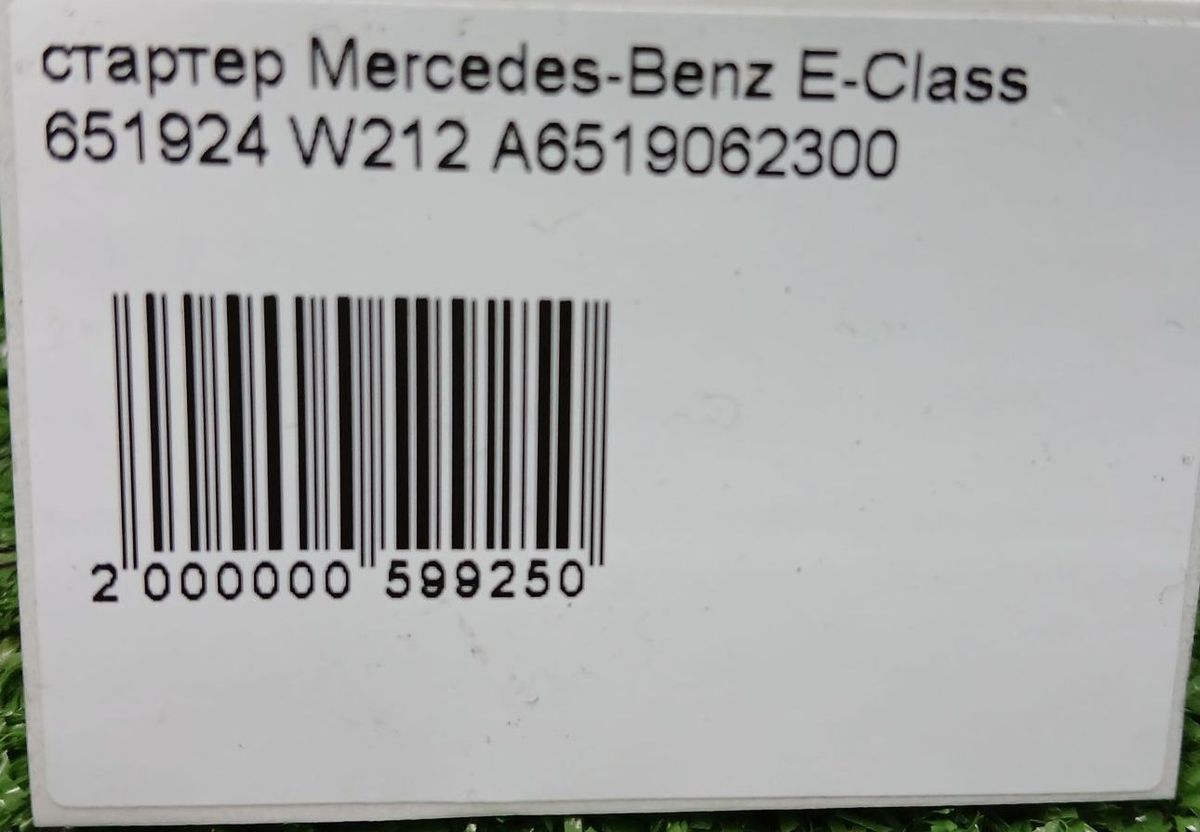 стартер Mercedes-Benz E-Class
651924 W212 A6519062300
2 000000 599250